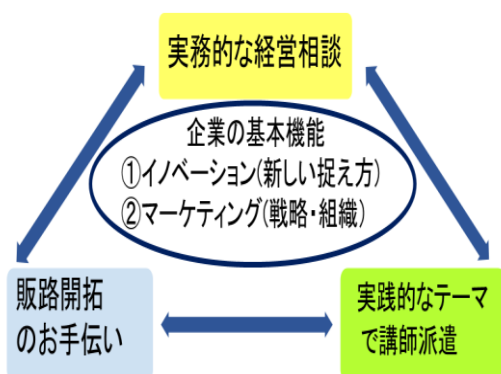 実務的な経営相談
企業の基本機能
①イノベーション(新しい捉え方)
②マーケティング(戦略・組織)
販路開拓
のお手伝い
実践的なテーマ
で講師派遣